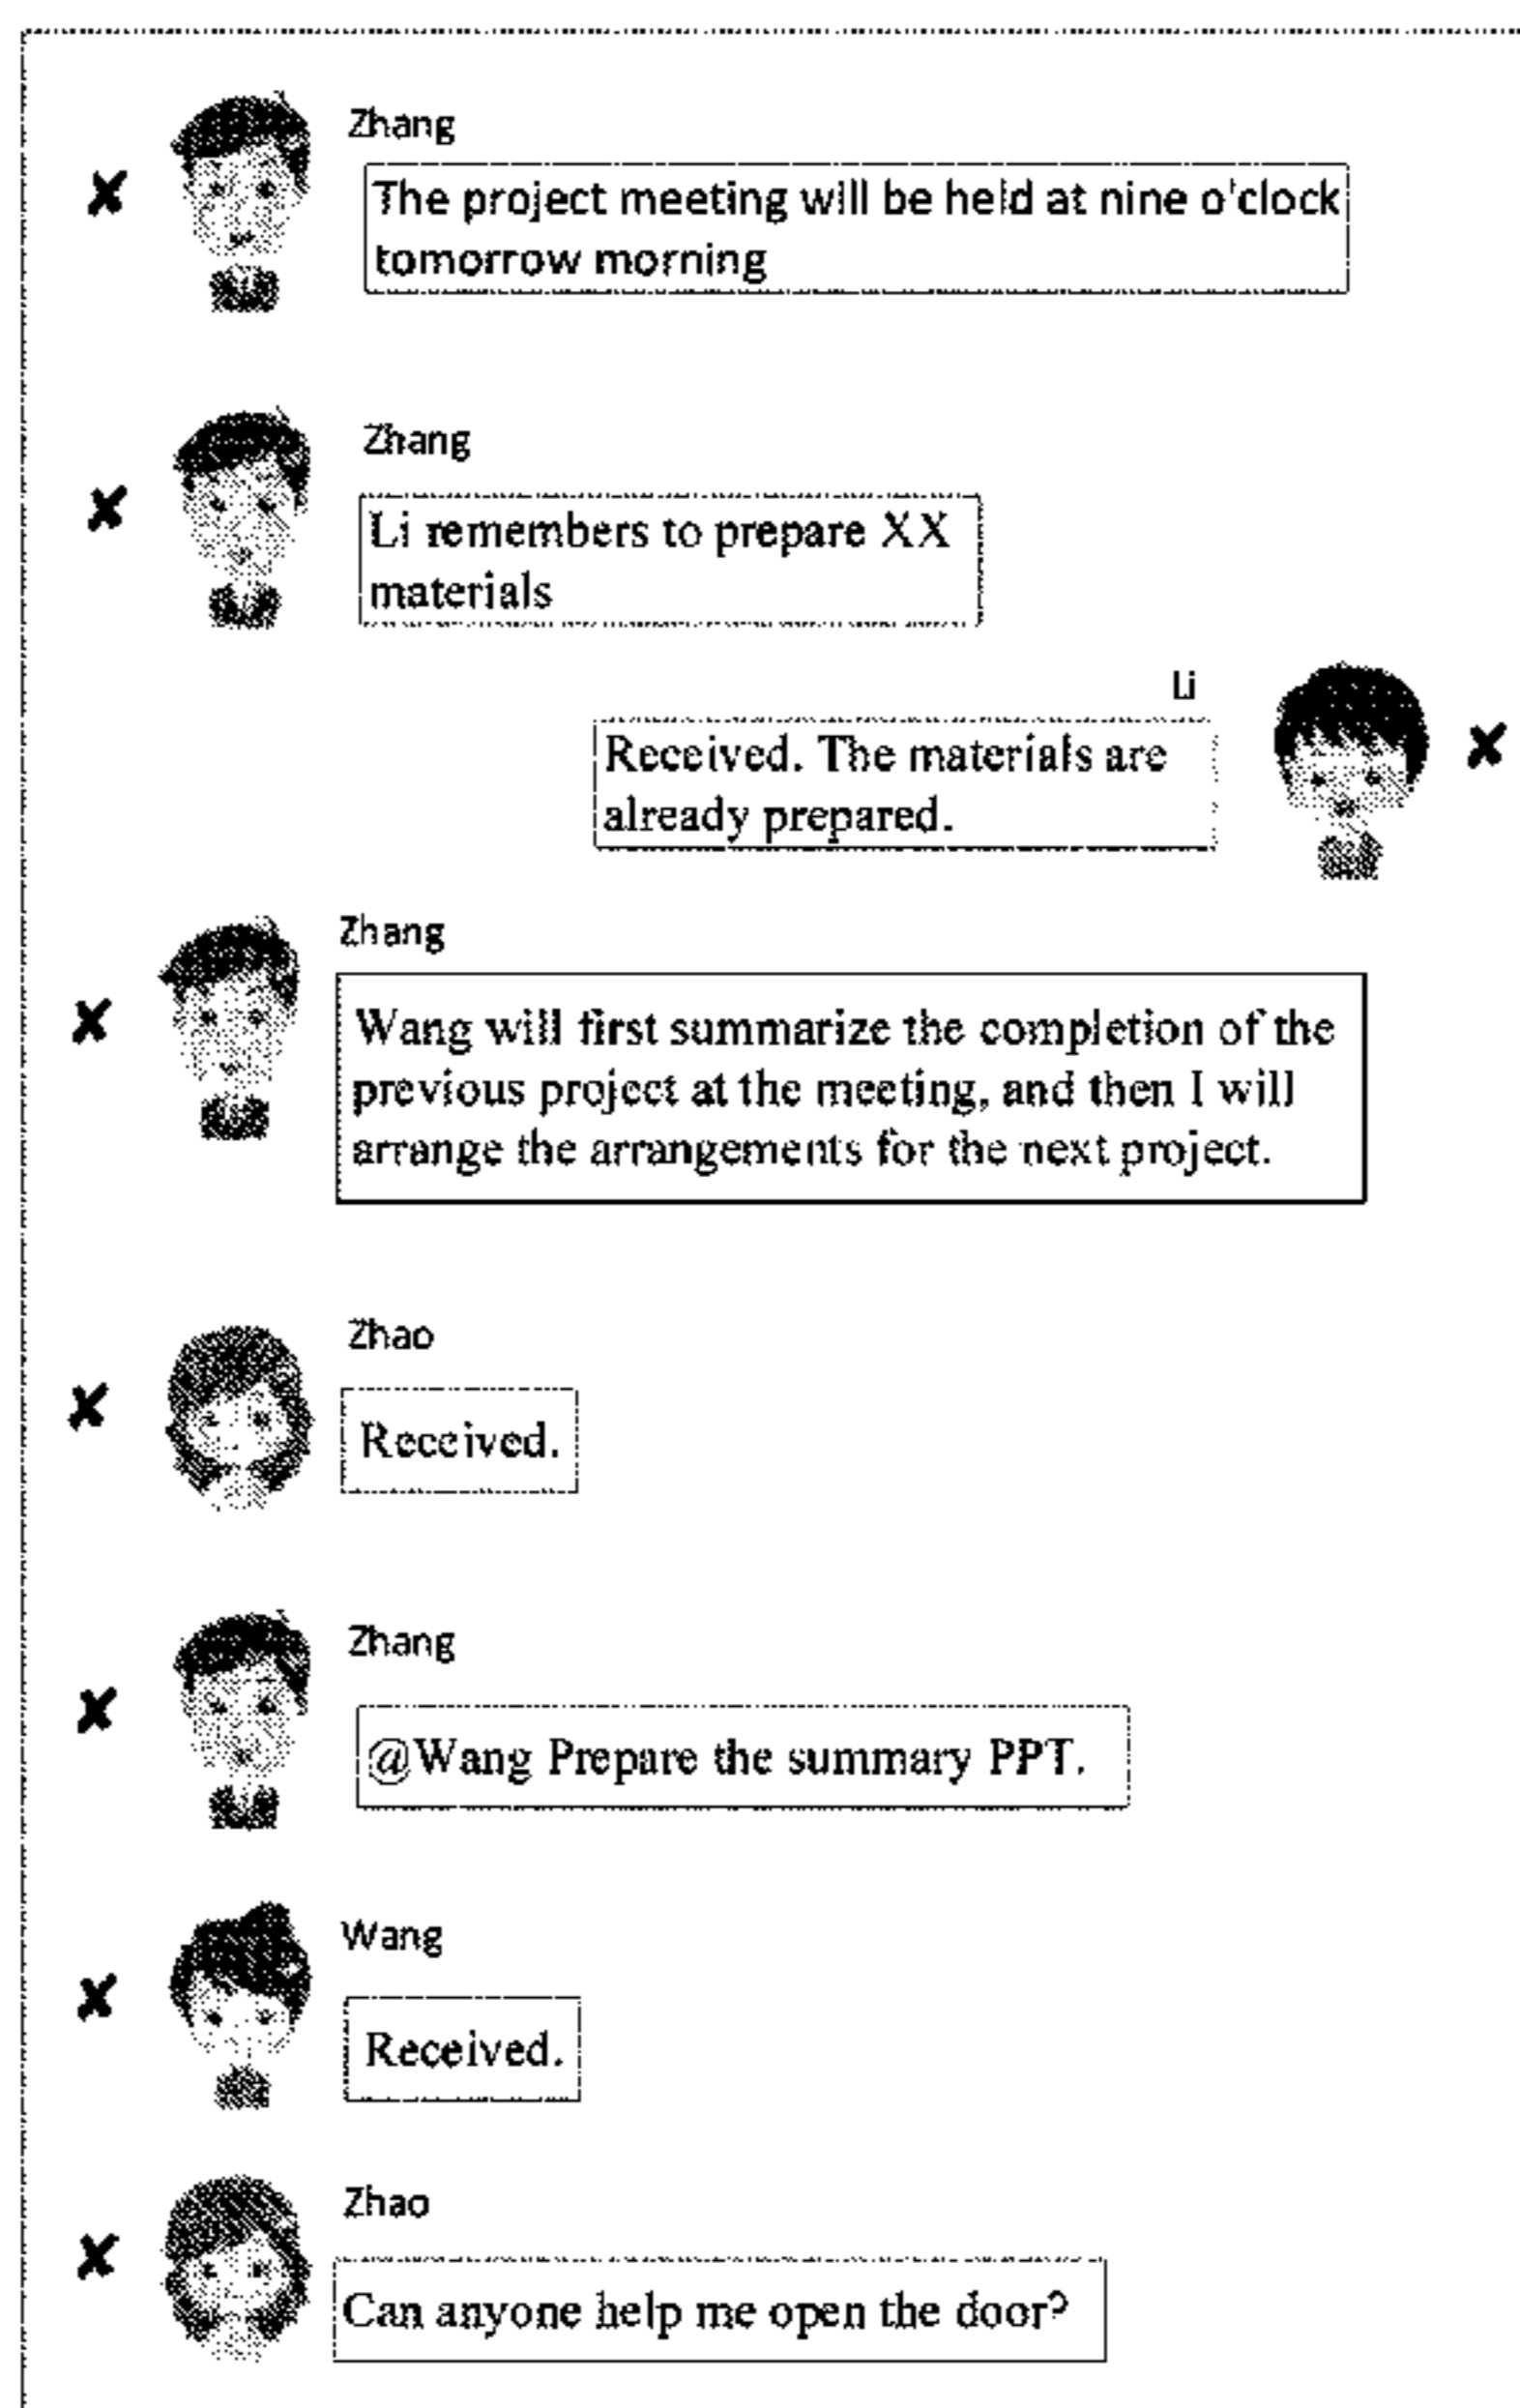 Zhang
The project meeting will be held at nine o'clock
tomorrow morning
Zhang
Li remembers to prepare XX
materials
Li
Received. The materials are
already prepared.
Zhang
Wang will first summarize the completion of the
previous project at the meeting, and then I will
arrange the arrangements for the next project.
Zhao
Received.
Zhang
@Wang Prepare the summary PPT.
Wang
Received.
Zhao
Can anyone help me open the door?